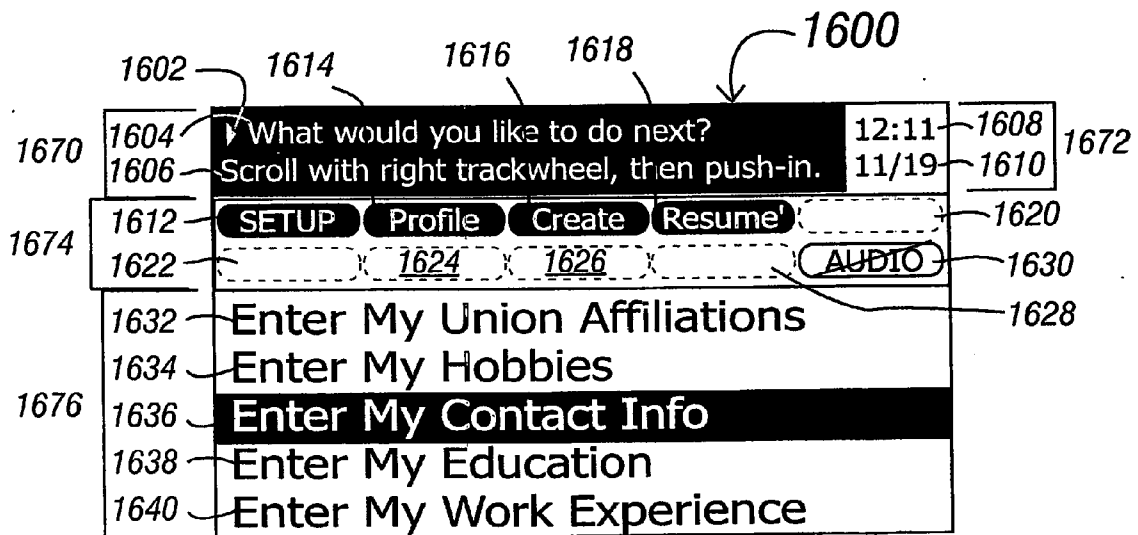 1600
1602 1614 1616 1618
1670 1604 What would you like to do next? 12:11 1608 1672
1606 Scroll with right trackwheel, then push-in. 11/19 1610
1674 1612 SETUP Profile Create Resume' 1620
1622 1624 1626 AUDIO 1630
1628
1632 Enter My Union Affiliations
1634 Enter My Hobbies
1676 1636 Enter My Contact Info
1638 Enter My Education
1640 Enter My Work Experience